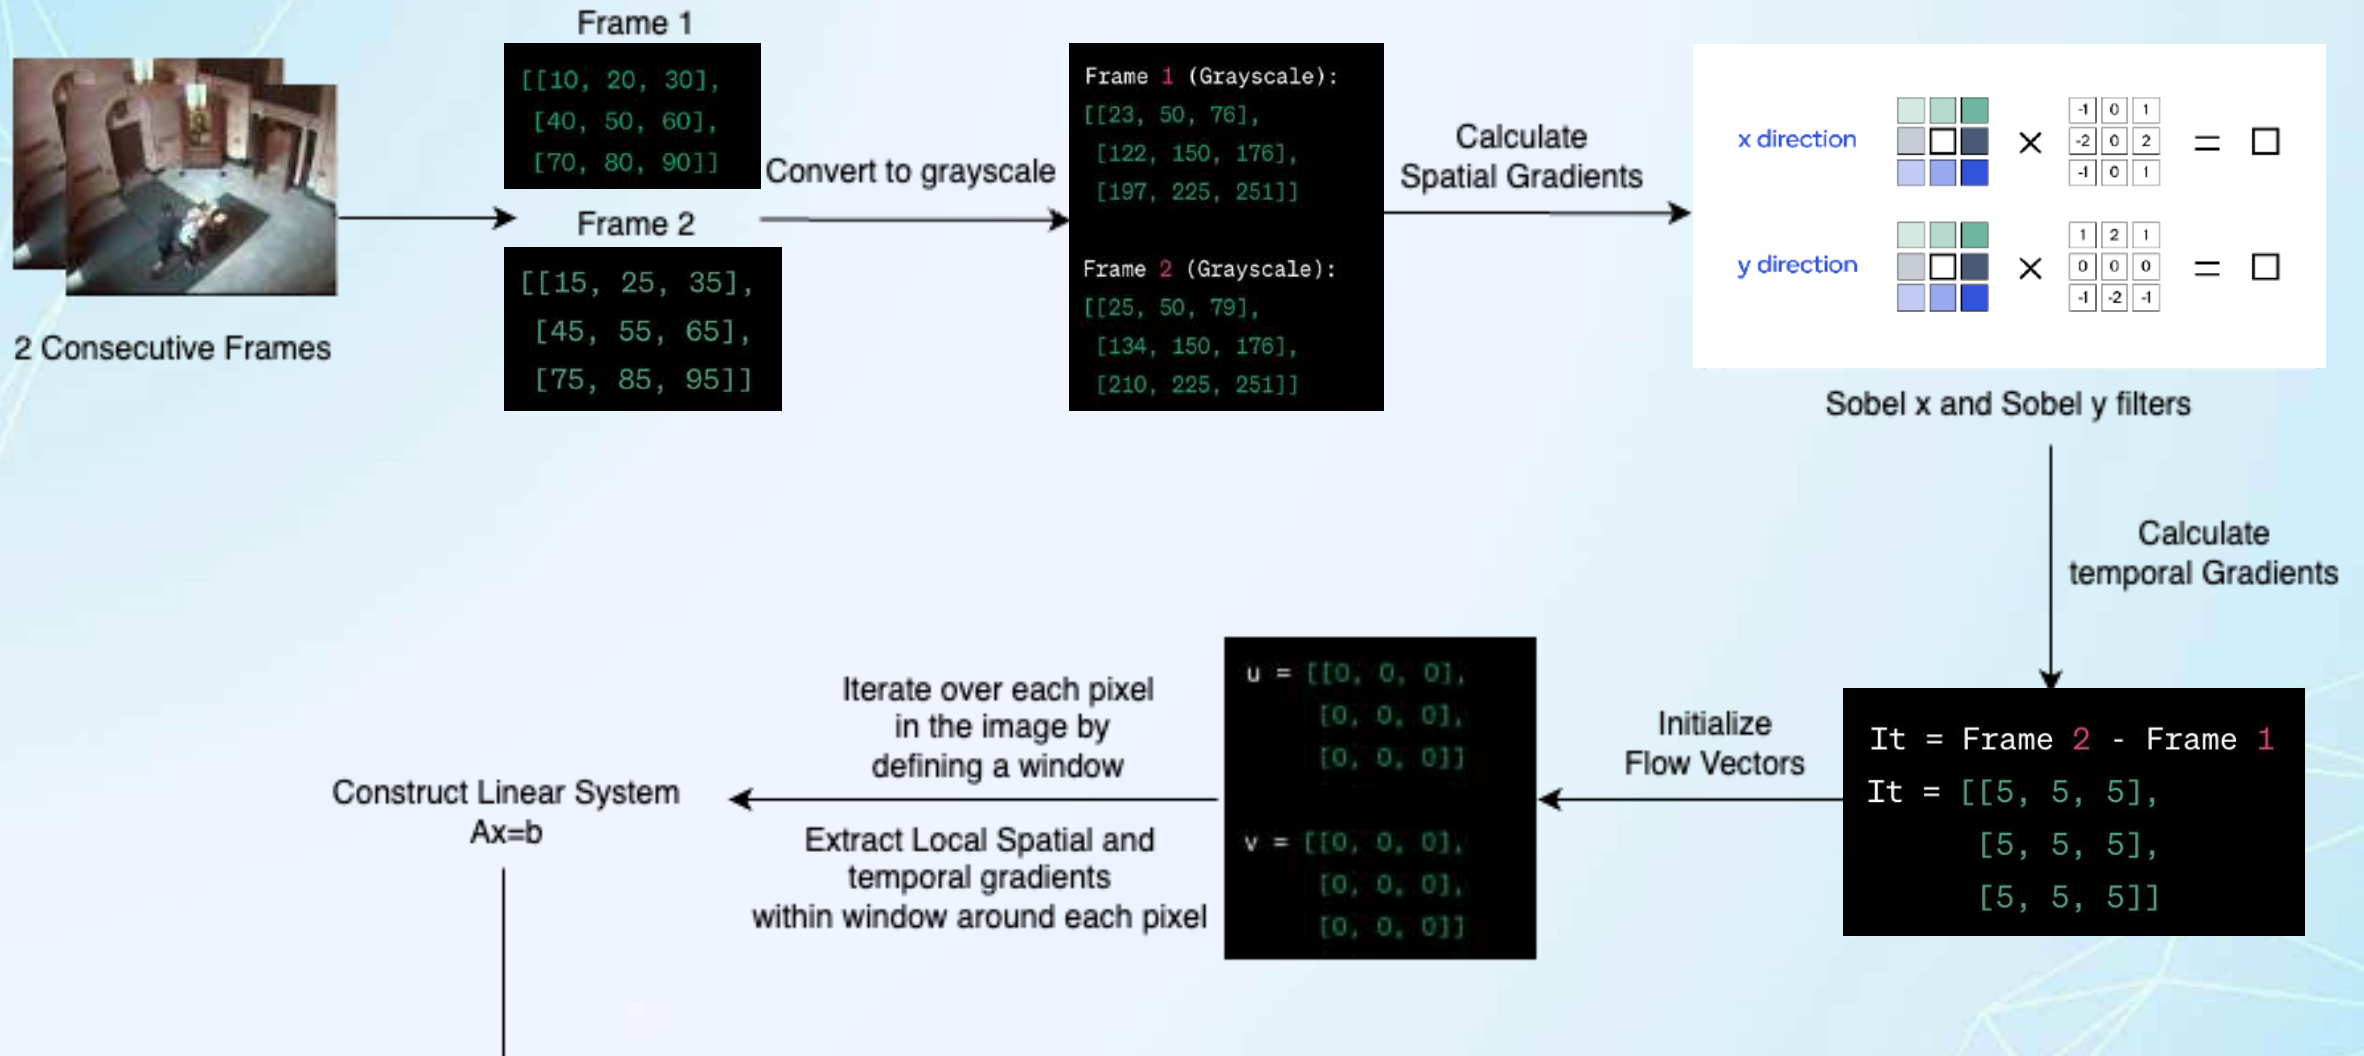 Frame 1
[[10, 20, 30],
[40, 50, 60],
[70, 80, 90]]
Frame 2
[[15, 25, 35],
[45, 55, 65],
[75, 85, 95]]
2 Consecutive Frames
Convert to grayscale
Frame 1 (Grayscale):
[[23, 50, 76],
[122, 150, 176],
[197, 225, 251]]
Frame 2 (Grayscale):
[[25, 50, 79],
[134, 150, 176],
[210, 225, 251]]
Calculate
Spatial Gradients
x direction
×
-1 0 1
-2 0 2
-1 0 1
=
y direction
×
1 2 1
0 0 0
-1 -2 -1
=
Sobel x and Sobel y filters
Calculate
temporal Gradients
It = Frame 2 - Frame 1
It = [[5, 5, 5],
[5, 5, 5],
[5, 5, 5]]
Initialize
Flow Vectors
u = [[0, 0, 0],
[0, 0, 0],
[0, 0, 0]]
v = [[0, 0, 0],
[0, 0, 0],
[0, 0, 0]]
Iterate over each pixel
in the image by
defining a window
Extract Local Spatial and
temporal gradients
within window around each pixel
Construct Linear System
Ax=b